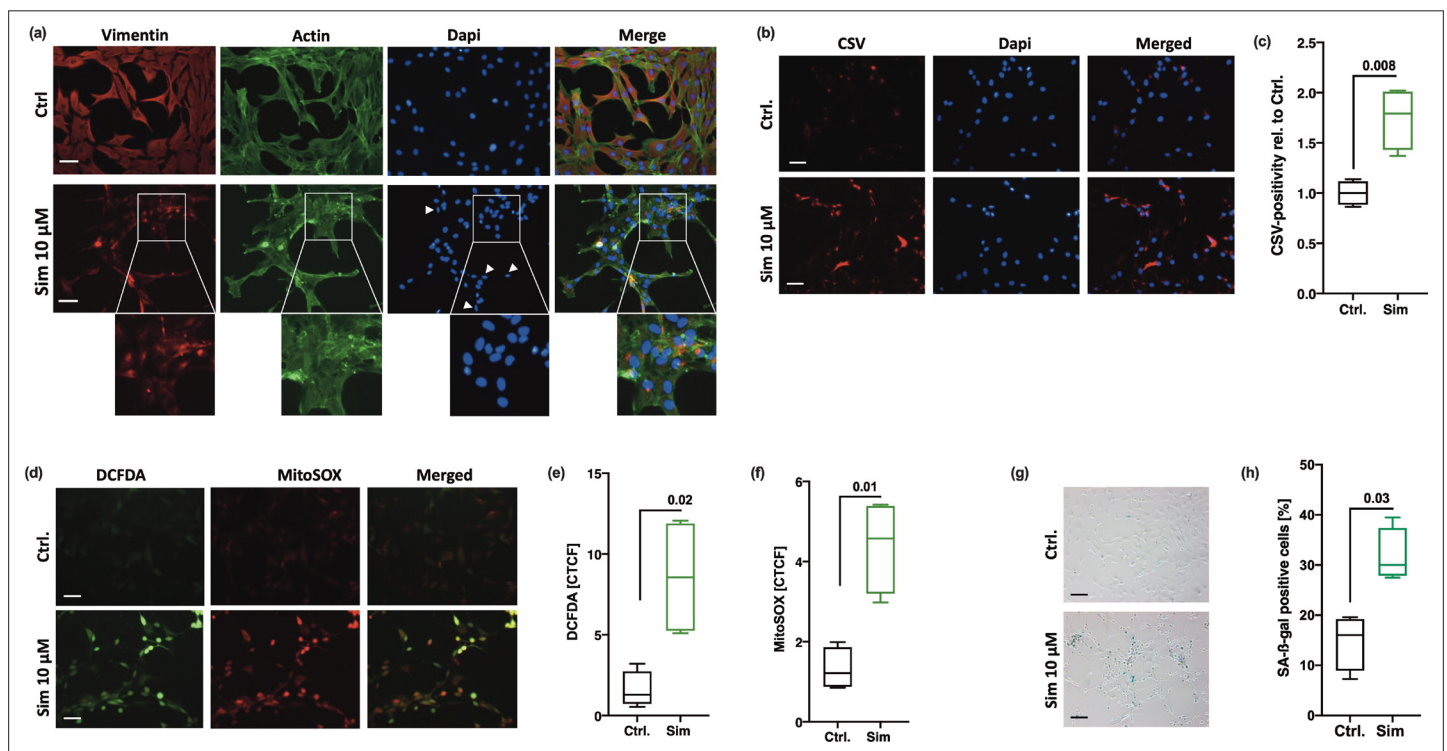 (a)
Vimentin Actin Dapi Merge
Ctrl
Sim 10 µM
(b)
CSV Dapi Merged
Ctrl.
Sim 10 µM
(c)
CSV-positivity rel. to Ctrl.
2.5
2.0
1.5
1.0
0.5
0.0
0.008
Ctrl. Sim
(d)
DCFDA MitoSOX Merged
Ctrl.
Sim 10 µM
(e)
DCFDA [CTCF]
15
10
5
0
0.02
Ctrl. Sim
(f)
MitoSOX [CTCF]
6
4
2
0
0.01
Ctrl. Sim
(g)
Ctrl.
Sim 10 µM
(h)
SA-ß-gal positive cells [%]
50
40
30
20
10
0
0.03
Ctrl. Sim